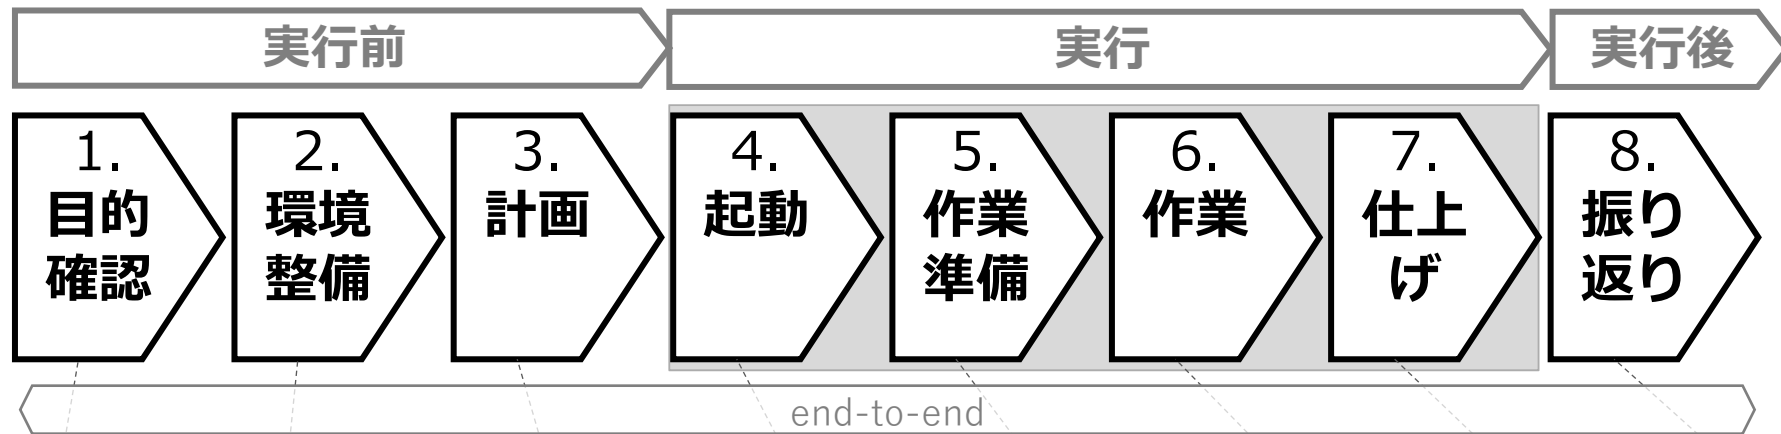 実行前
実行
実行後
1.
目的
確認
2.
環境
整備
3.
計画
4.
起動
5.
作業
準備
6.
作業
7.
仕上
げ
8.
振り
返り
end-to-end